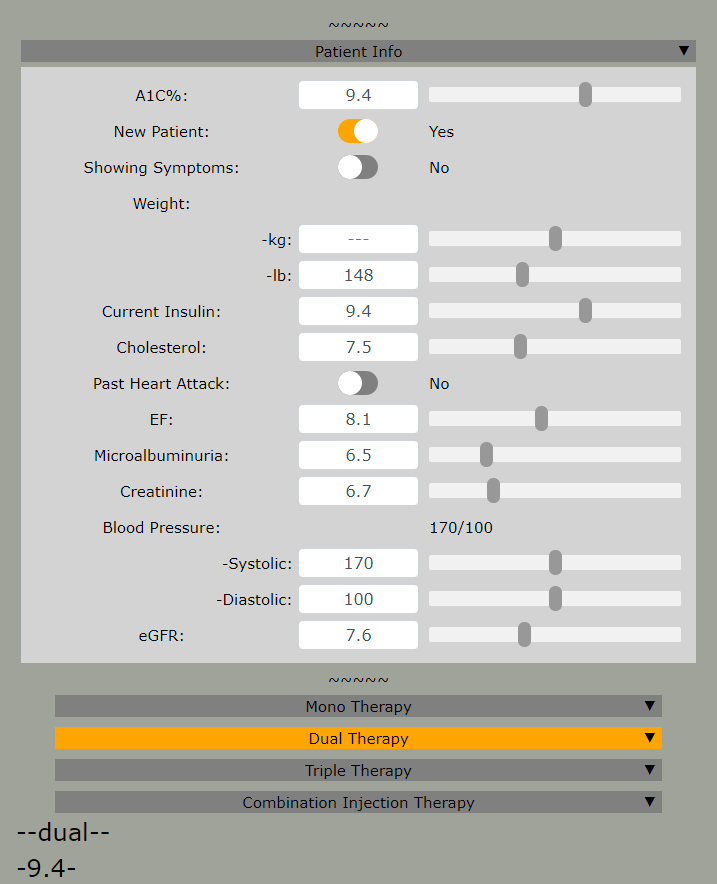 ~~~~~
Patient Info ▼
A1C%: 9.4
New Patient: Yes
Showing Symptoms: No
Weight:
-kg: ---
-lb: 148
Current Insulin: 9.4
Cholesterol: 7.5
Past Heart Attack: No
EF: 8.1
Microalbuminuria: 6.5
Creatinine: 6.7
Blood Pressure: 170/100
-Systolic: 170
-Diastolic: 100
eGFR: 7.6
~~~~~
Mono Therapy ▼
Dual Therapy ▼
Triple Therapy ▼
Combination Injection Therapy ▼
--dual--
-9.4-